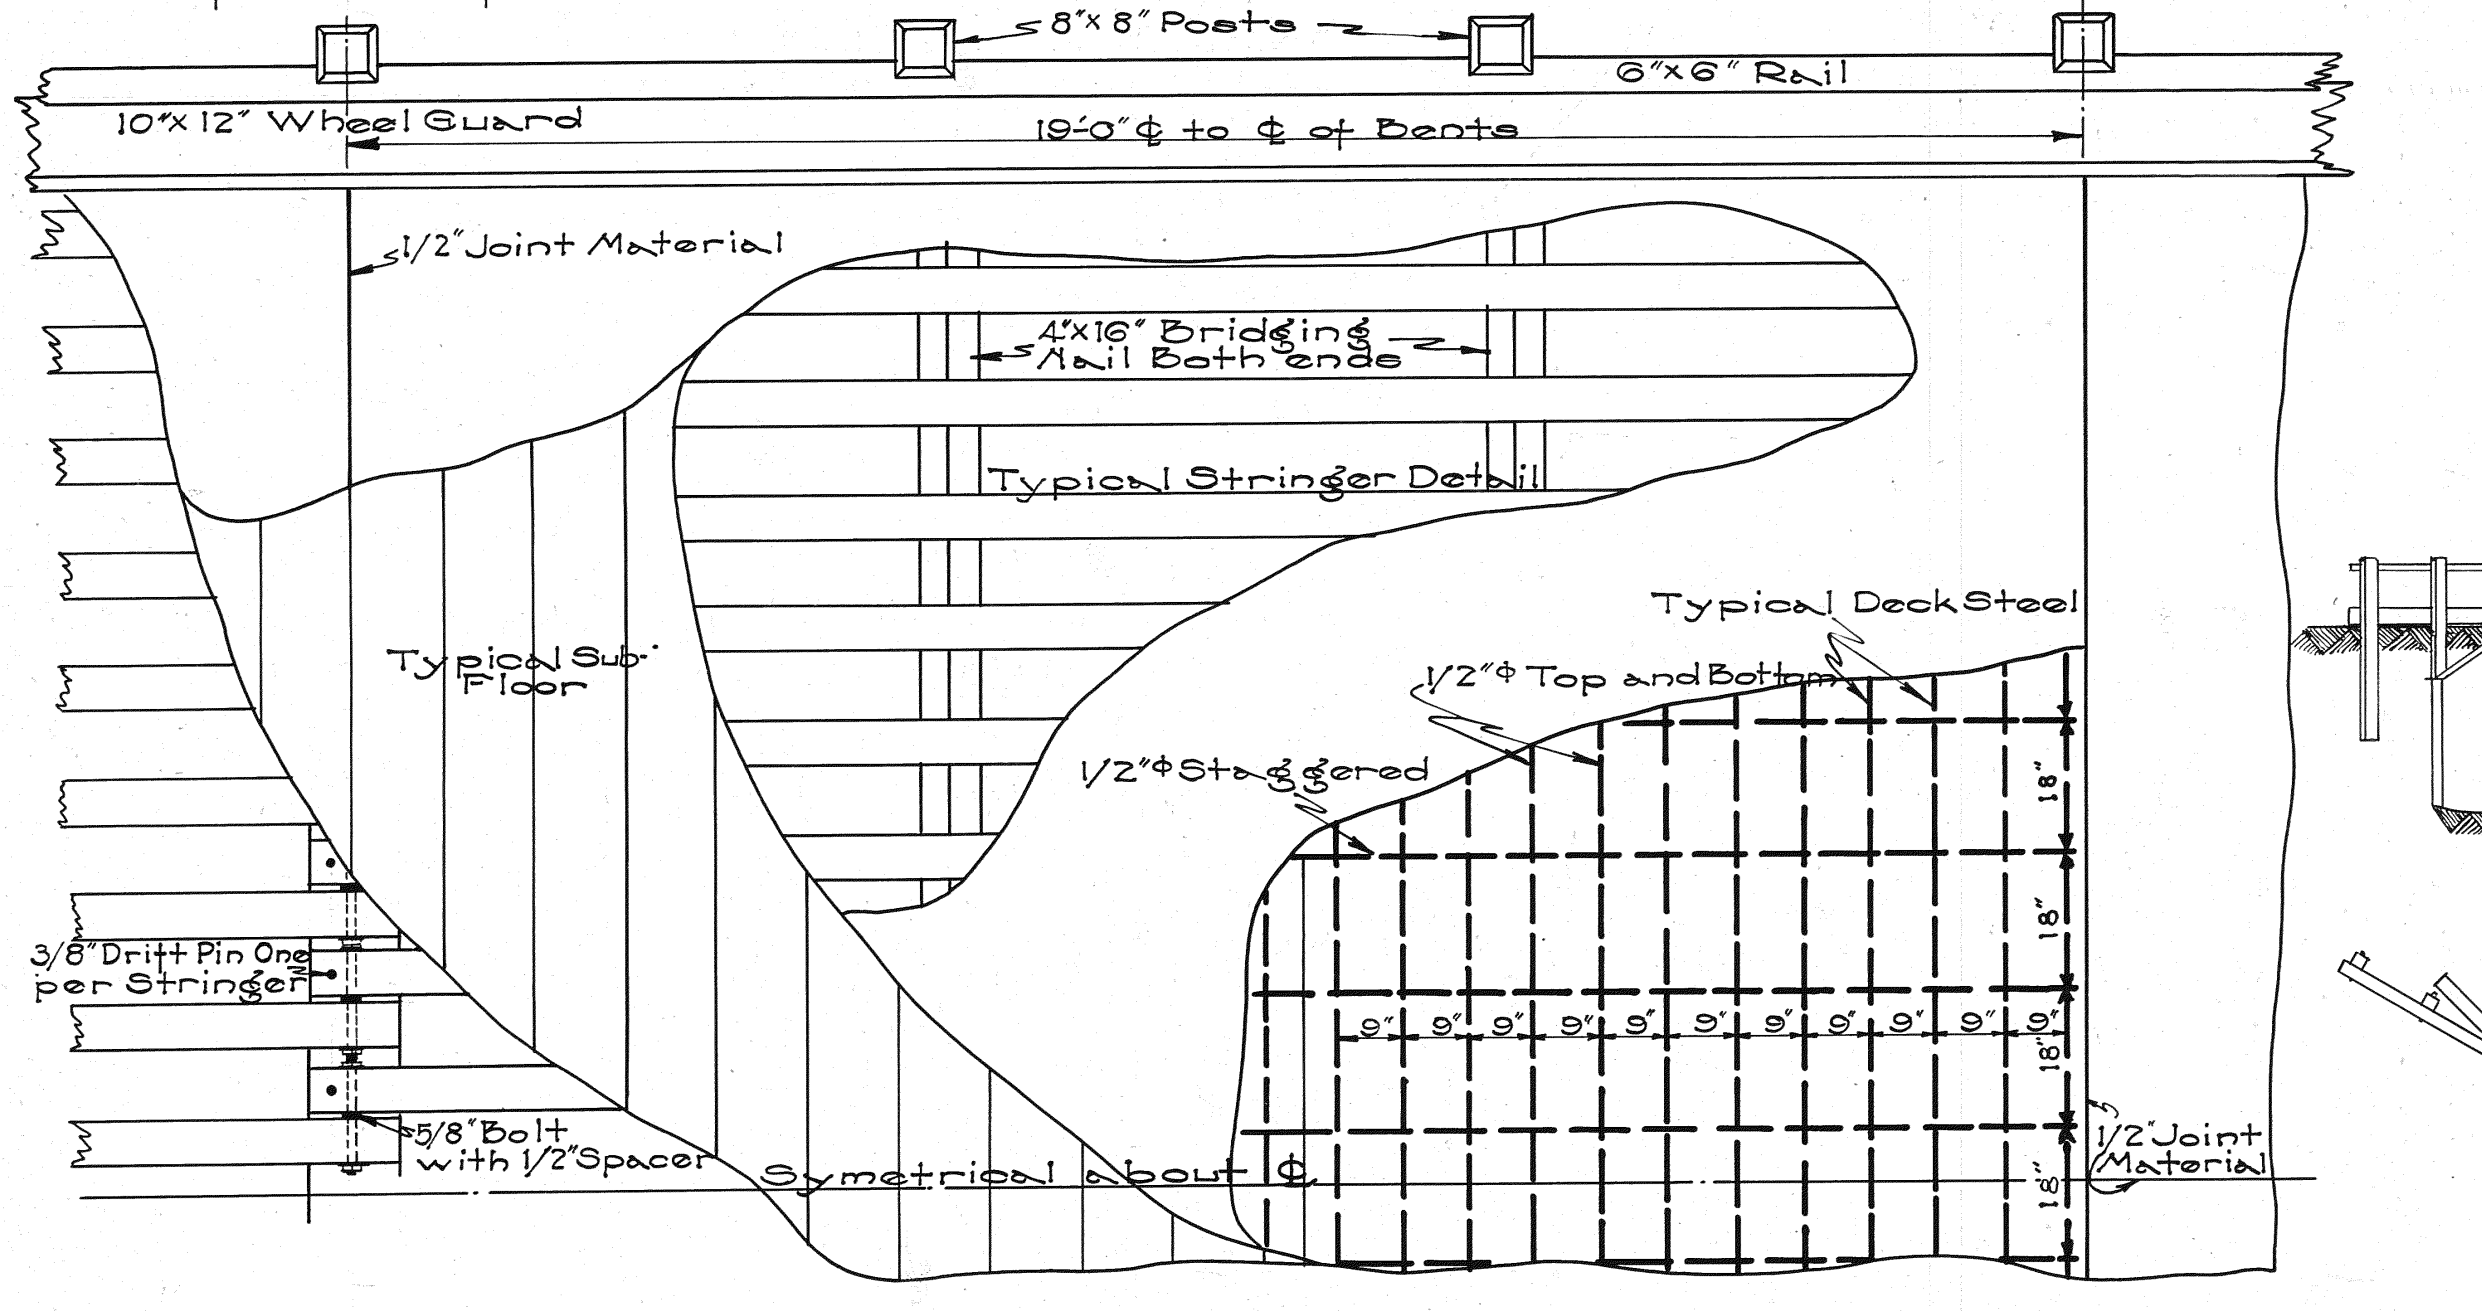 8"x 8" Posts
6"x 6" Rail
10"x 12" Wheel Guard
19'-0" ℄ to ℄ of Bents
1/2" Joint Material
4"x16" Bridging
Nail Both ends
Typical Stringer Detail
Typical Deck Steel
Typical Sub-
Floor
1/2"ϕ Top and Bottom
1/2"ϕ Staggered
18"
18"
3/8" Drift Pin One
per Stringer
9" 9" 9" 9" 9" 9" 9" 9" 9" 9" 9"
18"
5/8" Bolt
with 1/2" Spacer
1/2" Joint
Material
Symetrical about ℄
18"